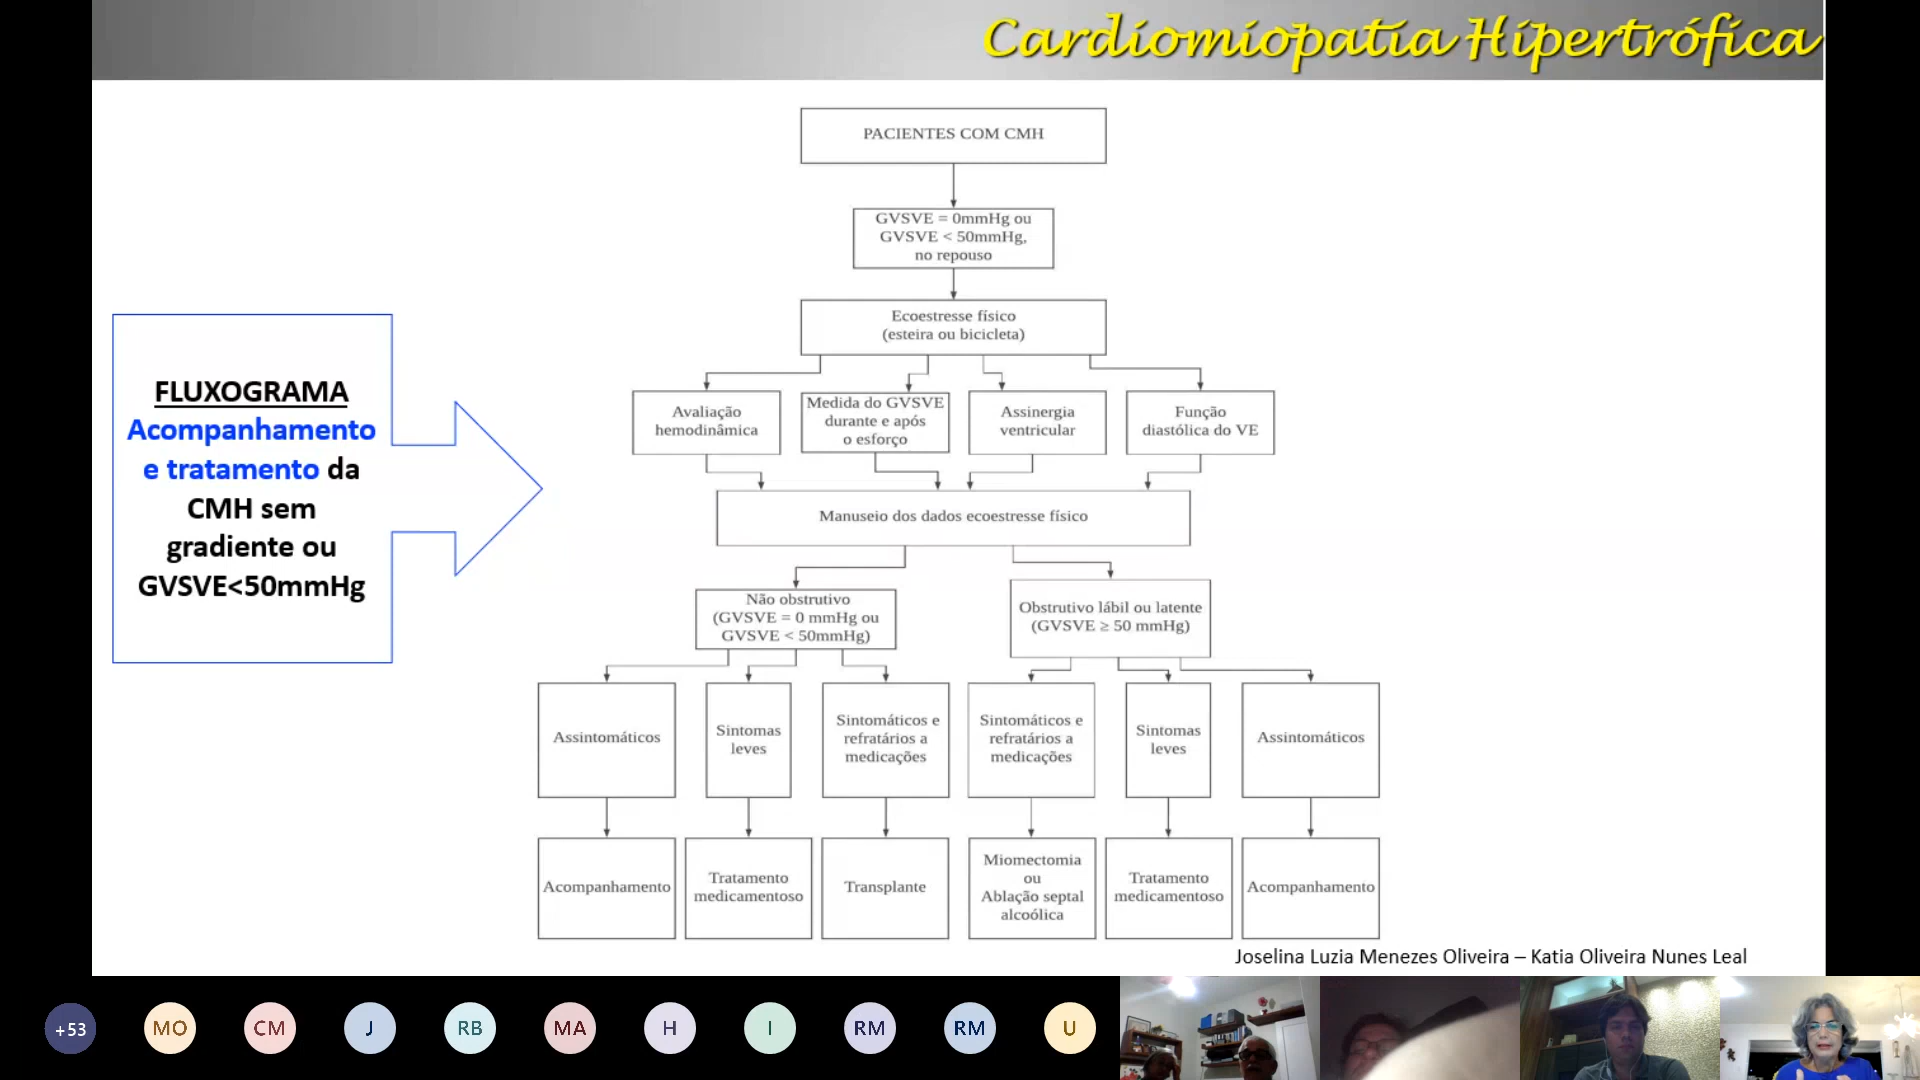 Cardiomiopatia Hipertrófica
PACIENTES COM CMH
GVSVE = 0mmHg ou
GVSVE < 50mmHg,
no repouso
Ecoestresse físico
(esteira ou bicicleta)
Avaliação
hemodinâmica
Medida do GVSVE
durante e após
o esforço
Assinergia
ventricular
Função
diastólica do VE
Manuseio dos dados ecoestresse físico
FLUXOGRAMA
Acompanhamento
e tratamento da
CMH sem
gradiente ou
GVSVE<50mmHg
Não obstrutivo
(GVSVE = 0 mmHg ou
GVSVE < 50mmHg)
Obstrutivo lábil ou latente
(GVSVE ≥ 50 mmHg)
Assintomáticos
Sintomas
leves
Sintomáticos e
refratários a
medicações
Sintomáticos e
refratários a
medicações
Sintomas
leves
Assintomáticos
Acompanhamento
Tratamento
medicamentoso
Transplante
Miomectomia
ou
Ablação septal
alcoólica
Tratamento
medicamentoso
Acompanhamento
Joselina Luzia Menezes Oliveira – Katia Oliveira Nunes Leal
+53
MO
CM
J
RB
MA
H
I
RM
RM
U